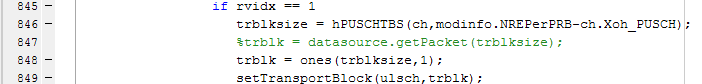 845 – if rvidx == 1
846 – trblksize = hPUSCHTBS(ch,modinfo.NREPerPRB-ch.Xoh_PUSCH);
847 %trblk = datasource.getPacket(trblksize);
848 – trblk = ones(trblksize,1);
849 – setTransportBlock(ulsch,trblk);